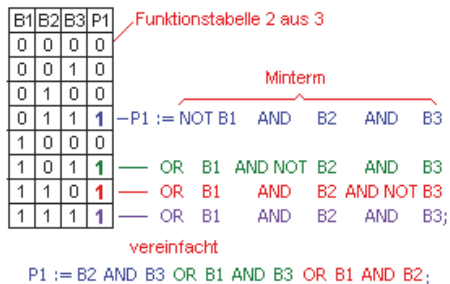 B1 B2 B3 P1 Funktionstabelle 2 aus 3
0 0 0 0
0 0 1 0
Minterm
0 1 0 0
0 1 1 1 – P1 := NOT B1 AND B2 AND B3
1 0 0 0
1 0 1 1 — OR B1 AND NOT B2 AND B3
1 1 0 1 — OR B1 AND B2 AND NOT B3
1 1 1 1 — OR B1 AND B2 AND B3;
vereinfacht
P1 := B2 AND B3 OR B1 AND B3 OR B1 AND B2;